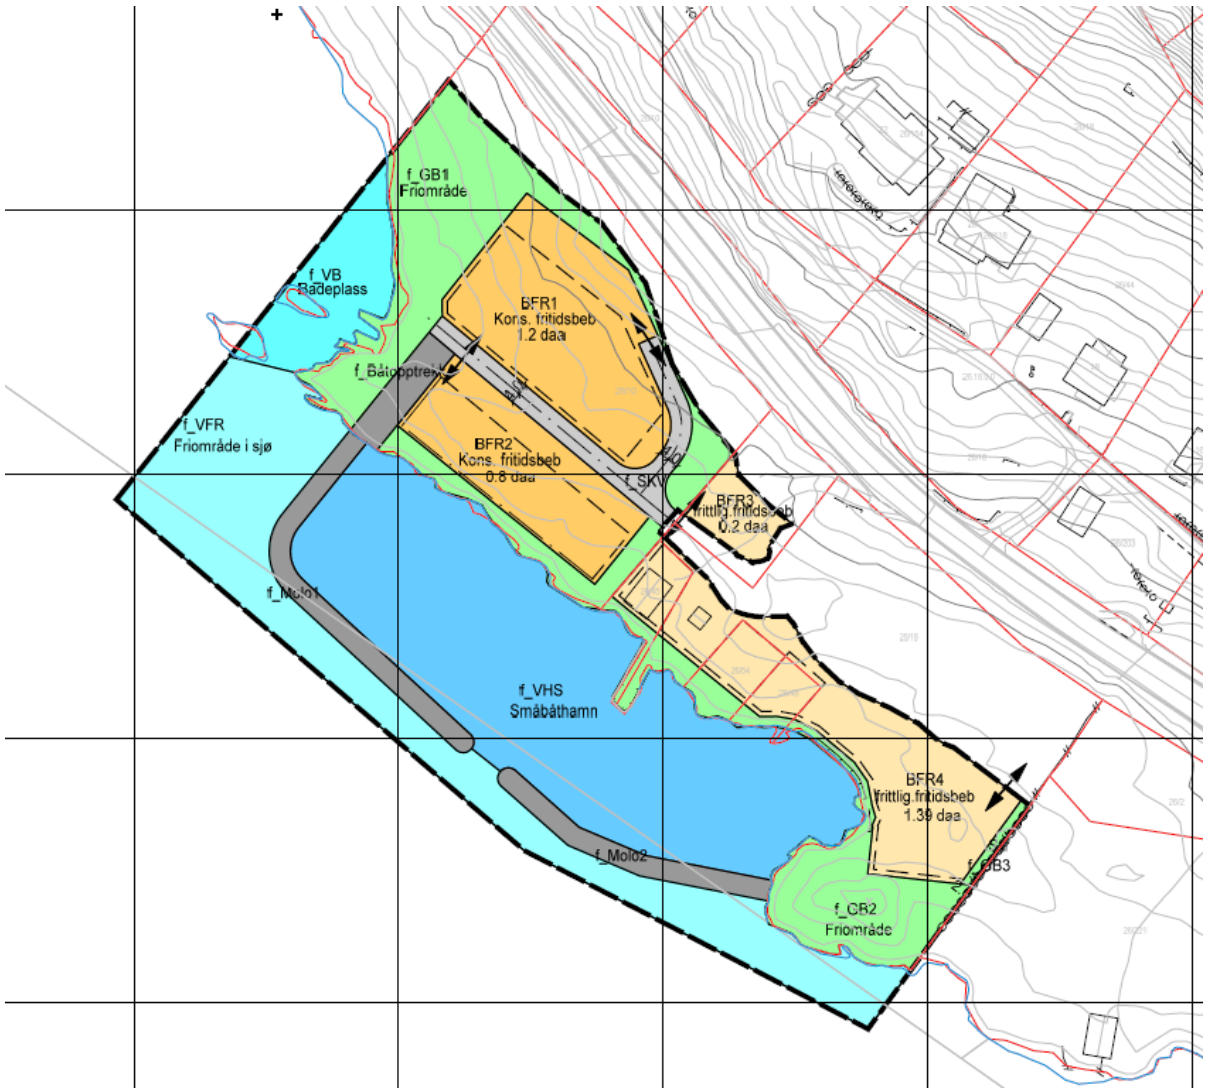 f_GB1
Friområde
f_VB
Badeplass
BFR1
Kons. fritidsbeb
1.2 daa
f_Båtopptrekk
f_VFR
Friområde i sjø
BFR2
Kons. fritidsbeb
0.8 daa
f_SKV
BFR3
frittlig.fritidsbeb
0.2 daa
f_Molo1
f_VHS
Småbåthamn
BFR4
frittlig.fritidsbeb
1.39 daa
f_Molo2
f_GB3
f_GB2
Friområde